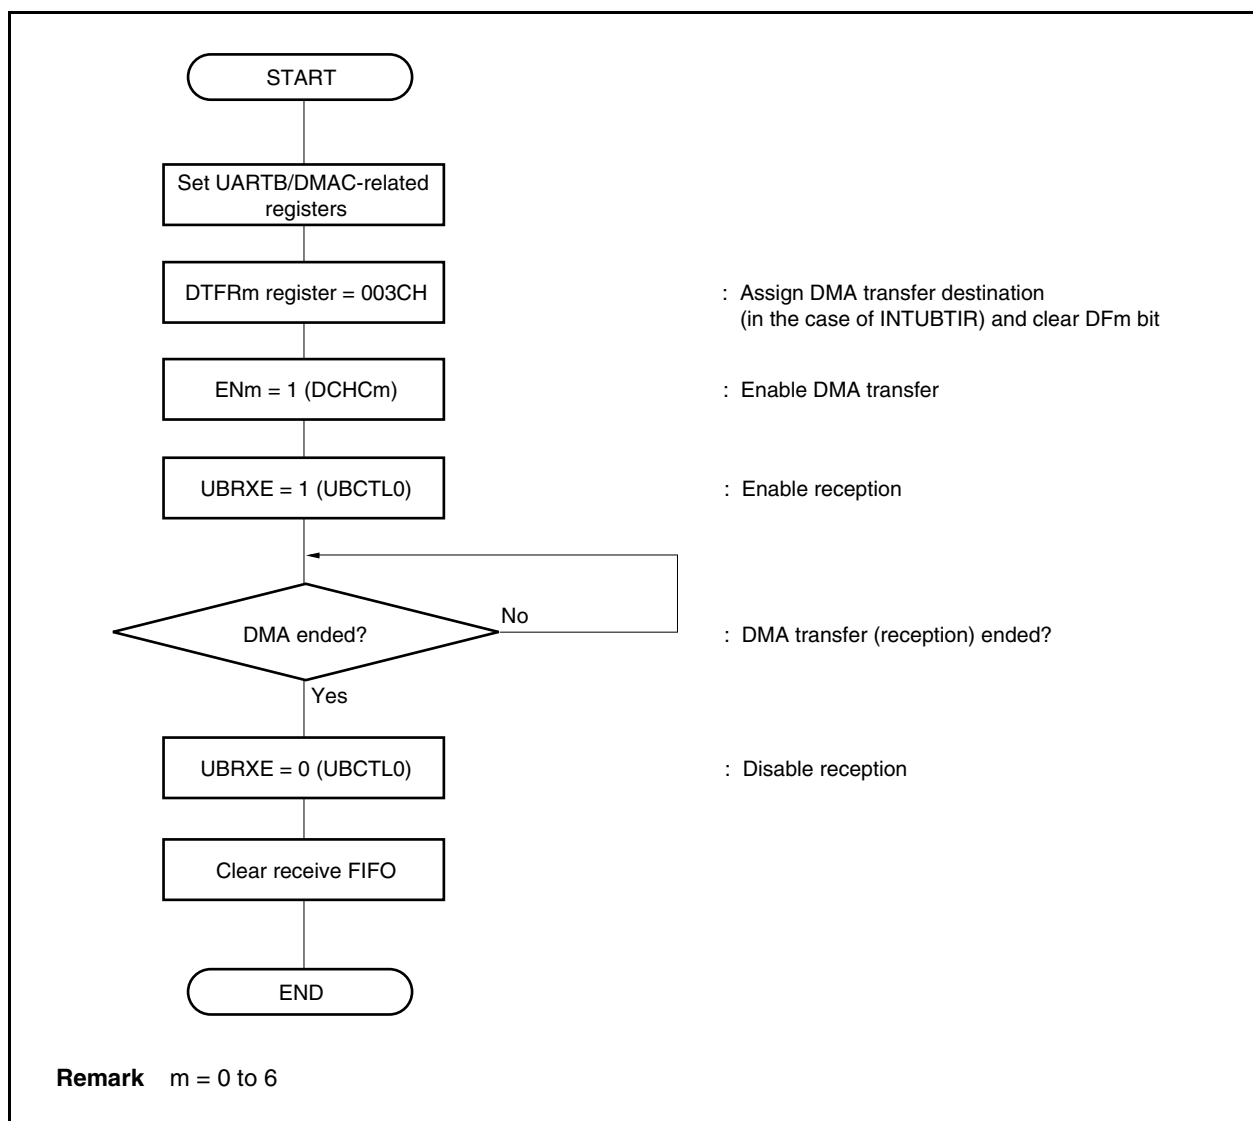 START
Set UARTB/DMAC-related
registers
DTFRm register = 003CH
: Assign DMA transfer destination
(in the case of INTUBTIR) and clear DFm bit
ENm = 1 (DCHCm)
: Enable DMA transfer
UBRXE = 1 (UBCTL0)
: Enable reception
No
DMA ended?
: DMA transfer (reception) ended?
Yes
UBRXE = 0 (UBCTL0)
: Disable reception
Clear receive FIFO
END
Remark m = 0 to 6